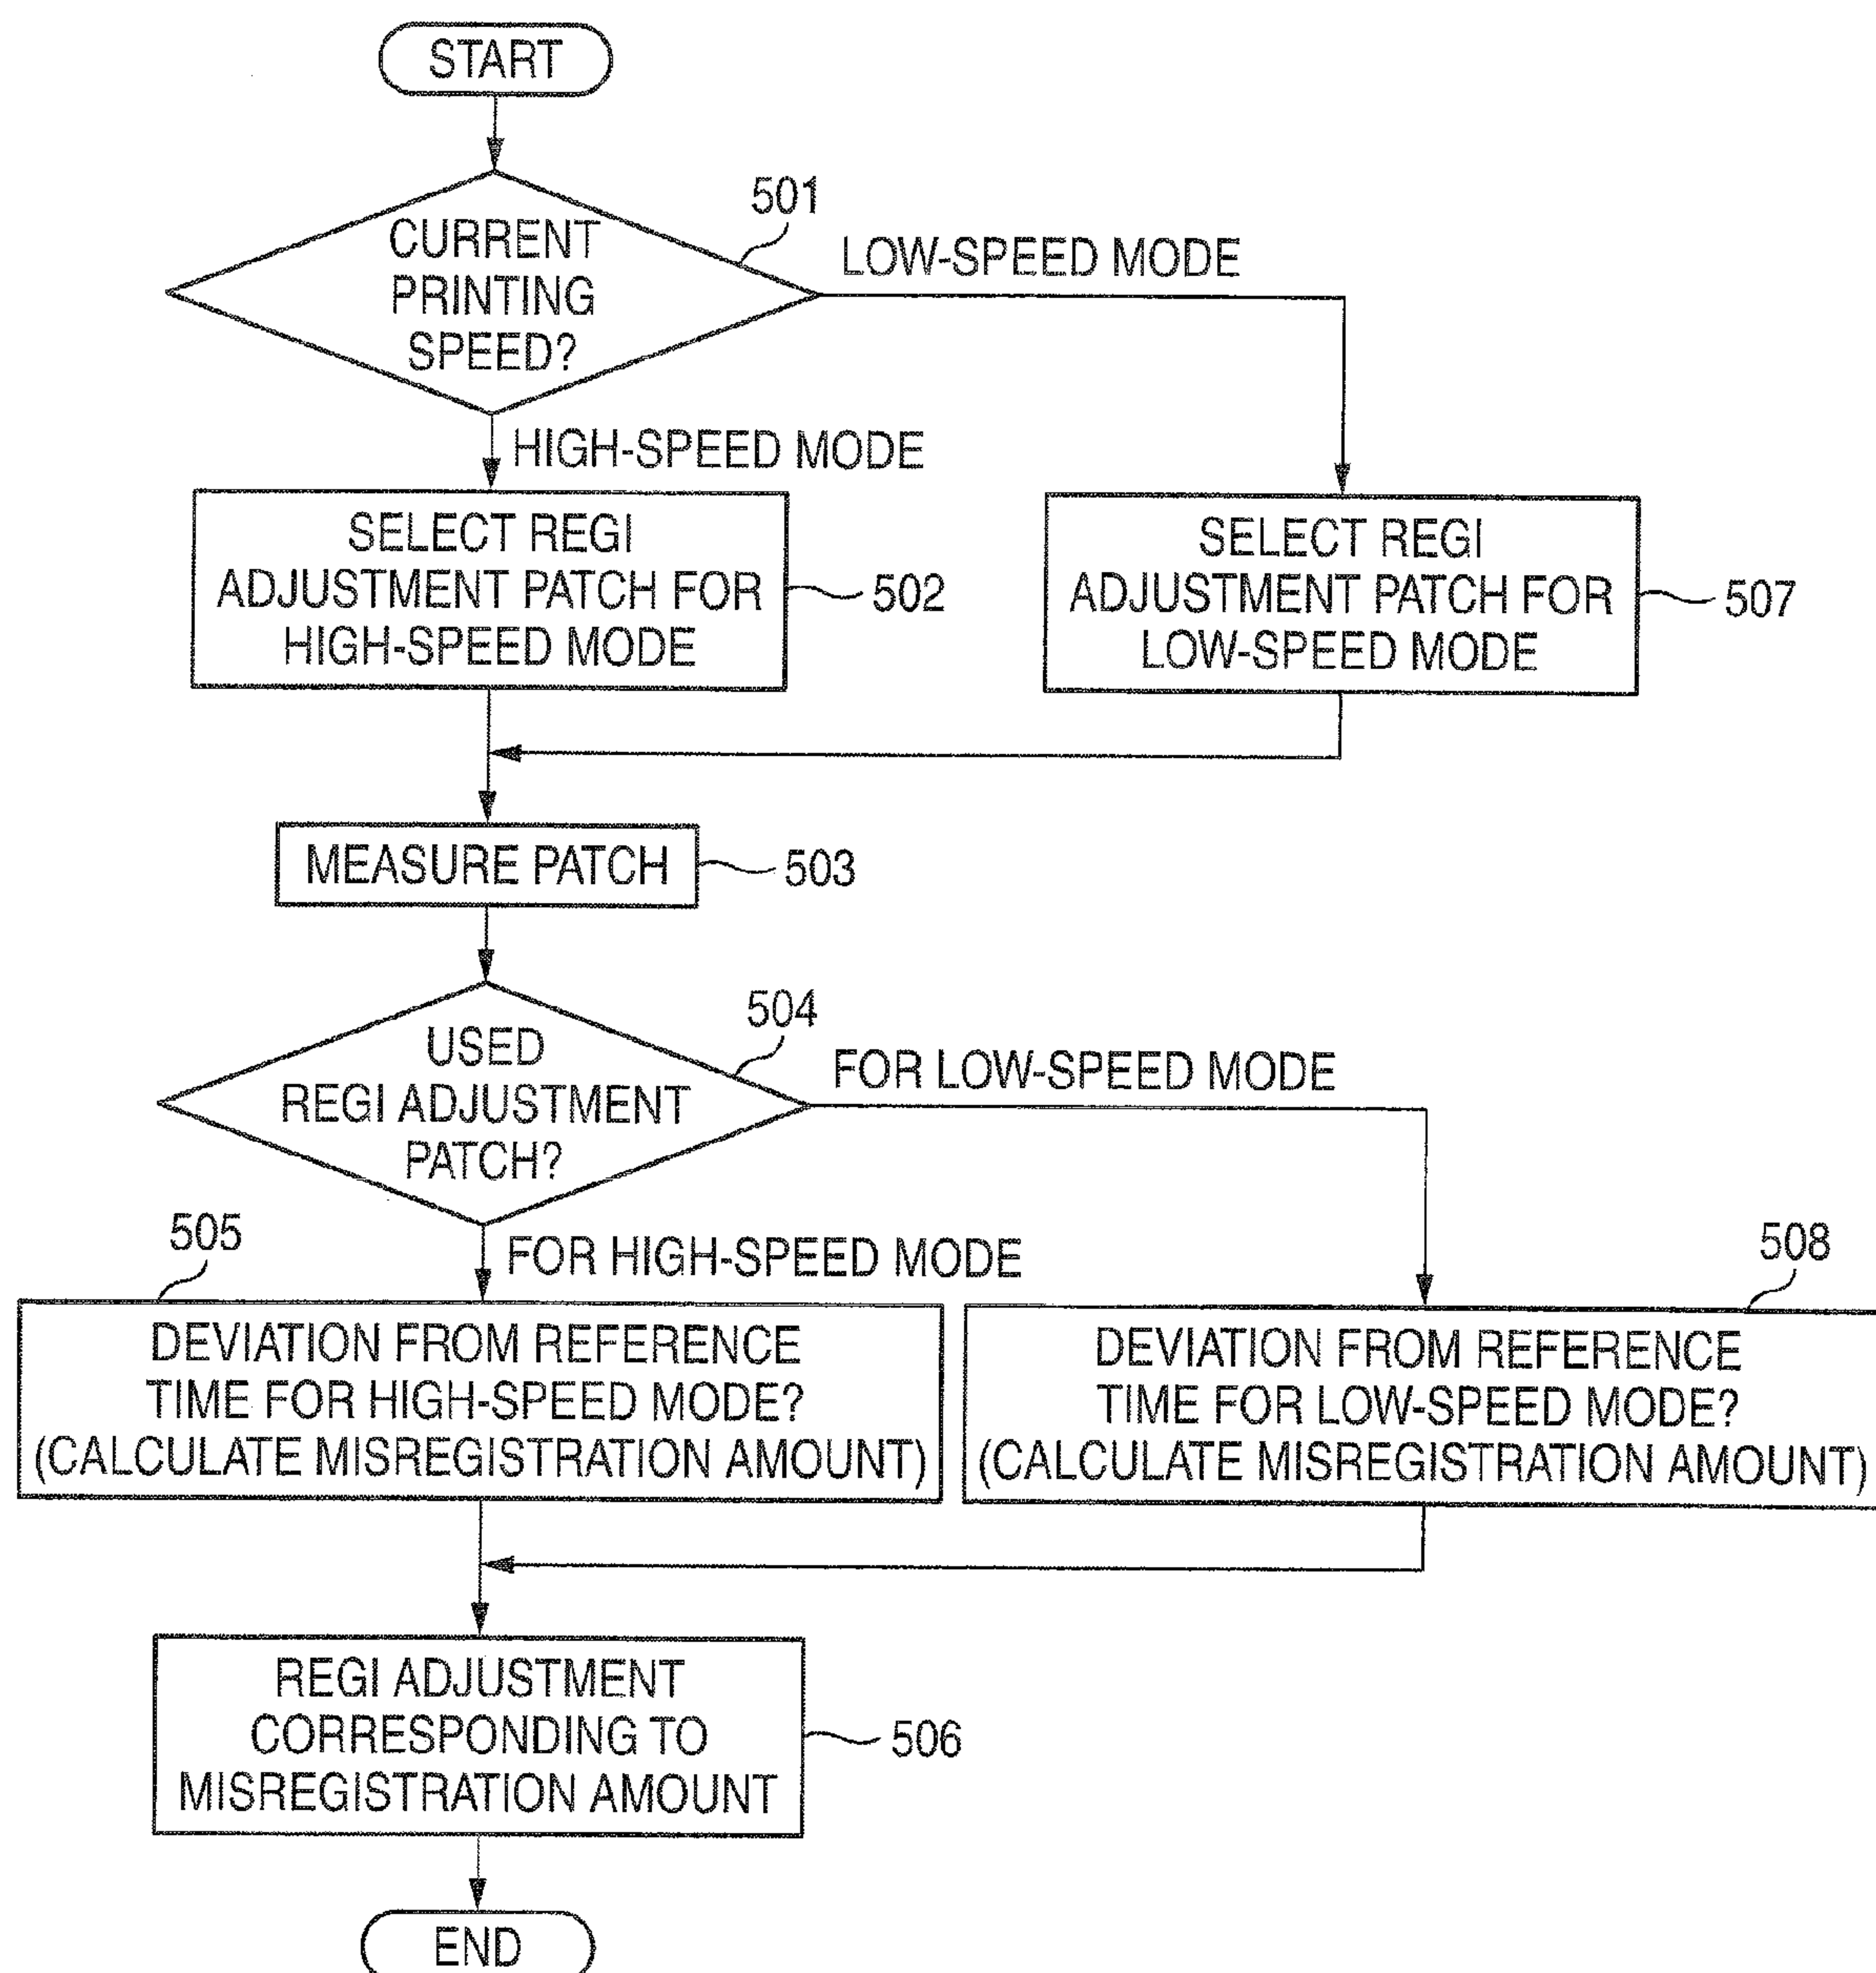 START
501
CURRENT
PRINTING
SPEED?
LOW-SPEED MODE
HIGH-SPEED MODE
SELECT REGI
ADJUSTMENT PATCH FOR
HIGH-SPEED MODE
502
SELECT REGI
ADJUSTMENT PATCH FOR
LOW-SPEED MODE
507
MEASURE PATCH
503
504
USED
REGI ADJUSTMENT
PATCH?
FOR LOW-SPEED MODE
FOR HIGH-SPEED MODE
505
DEVIATION FROM REFERENCE
TIME FOR HIGH-SPEED MODE?
(CALCULATE MISREGISTRATION AMOUNT)
508
DEVIATION FROM REFERENCE
TIME FOR LOW-SPEED MODE?
(CALCULATE MISREGISTRATION AMOUNT)
REGI ADJUSTMENT
CORRESPONDING TO
MISREGISTRATION AMOUNT
506
END